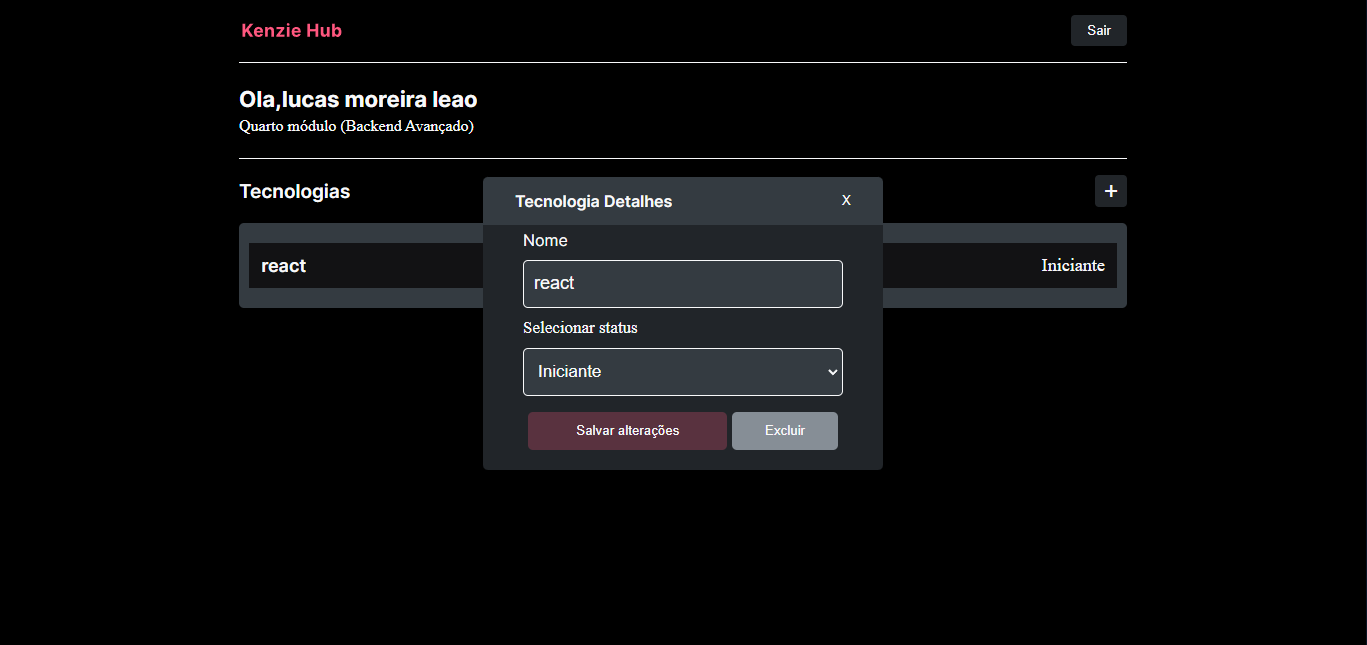 Kenzie Hub
Sair
Ola,lucas moreira leao
Quarto módulo (Backend Avançado)
Tecnologias
+
Tecnologia Detalhes
X
Nome
react
Iniciante
react
Selecionar status
Iniciante
Salvar alterações
Excluir